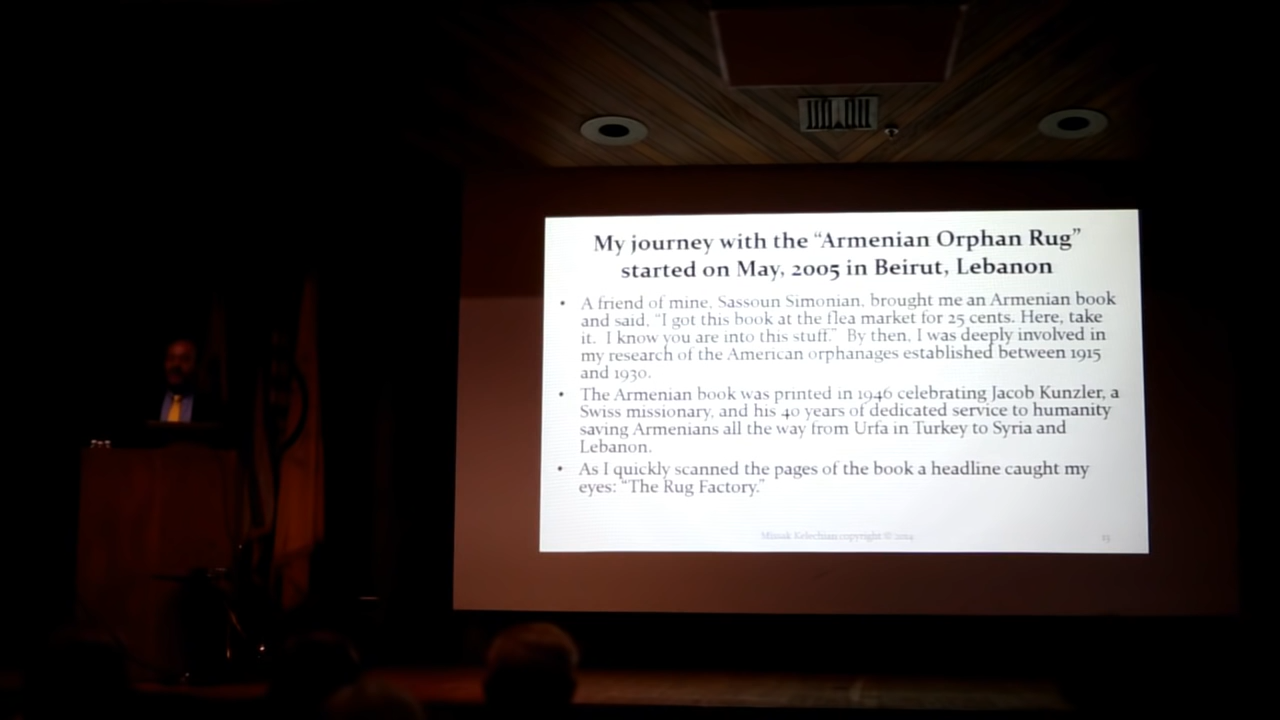 My journey with the “Armenian Orphan Rug”
started on May, 2005 in Beirut, Lebanon
• A friend of mine, Sassoun Simonian, brought me an Armenian book
and said, “I got this book at the flea market for 25 cents. Here, take
it.  I know you are into this stuff.”  By then, I was deeply involved in
my research of the American orphanages established between 1915
and 1930.
• The Armenian book was printed in 1946 celebrating Jacob Kunzler, a
Swiss missionary, and his 40 years of dedicated service to humanity
saving Armenians all the way from Urfa in Turkey to Syria and
Lebanon.
• As I quickly scanned the pages of the book a headline caught my
eyes: “The Rug Factory.”
Missak Kelechian copyright © 2014